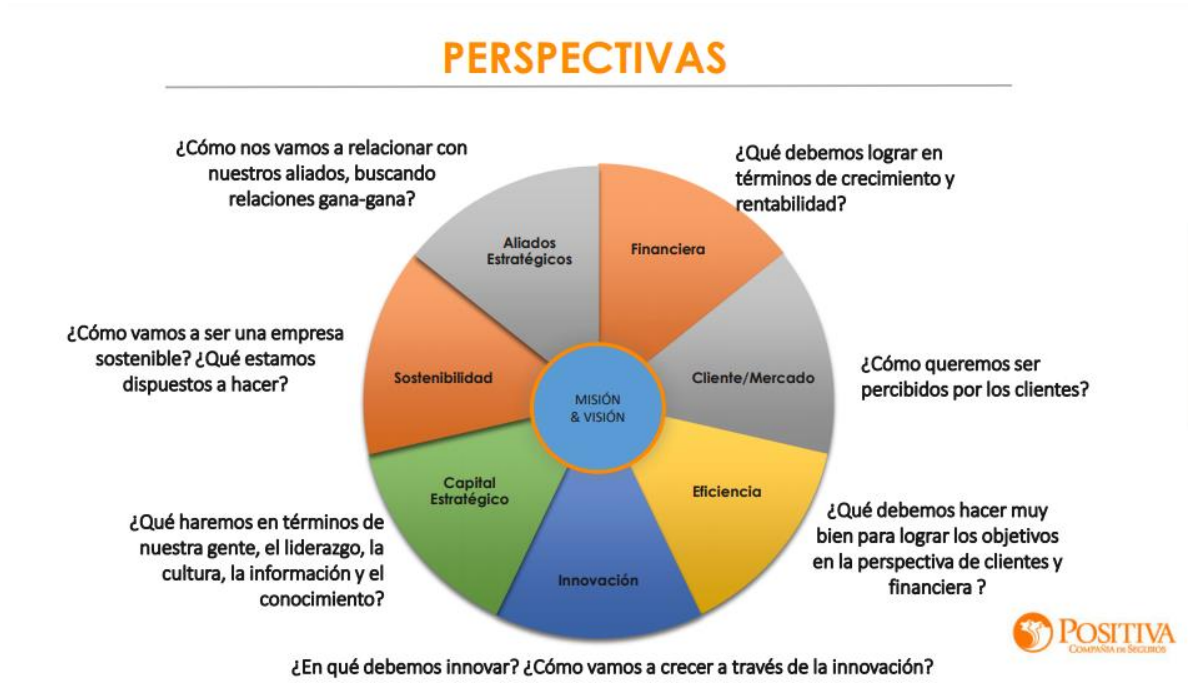 PERSPECTIVAS
¿Cómo nos vamos a relacionar con
nuestros aliados, buscando
relaciones gana-gana?
¿Qué debemos lograr en
términos de crecimiento y
rentabilidad?
Aliados
Estratégicos
Financiera
¿Cómo vamos a ser una empresa
sostenible? ¿Qué estamos
dispuestos a hacer?
Sostenibilidad
MISIÓN
& VISIÓN
Cliente/Mercado
¿Cómo queremos ser
percibidos por los clientes?
Capital
Estratégico
Eficiencia
¿Qué haremos en términos de
nuestra gente, el liderazgo, la
cultura, la información y el
conocimiento?
¿Qué debemos hacer muy
bien para lograr los objetivos
en la perspectiva de clientes y
financiera ?
Innovación
¿En qué debemos innovar? ¿Cómo vamos a crecer a través de la innovación?
POSITIVA
COMPAÑÍA DE SEGUROS